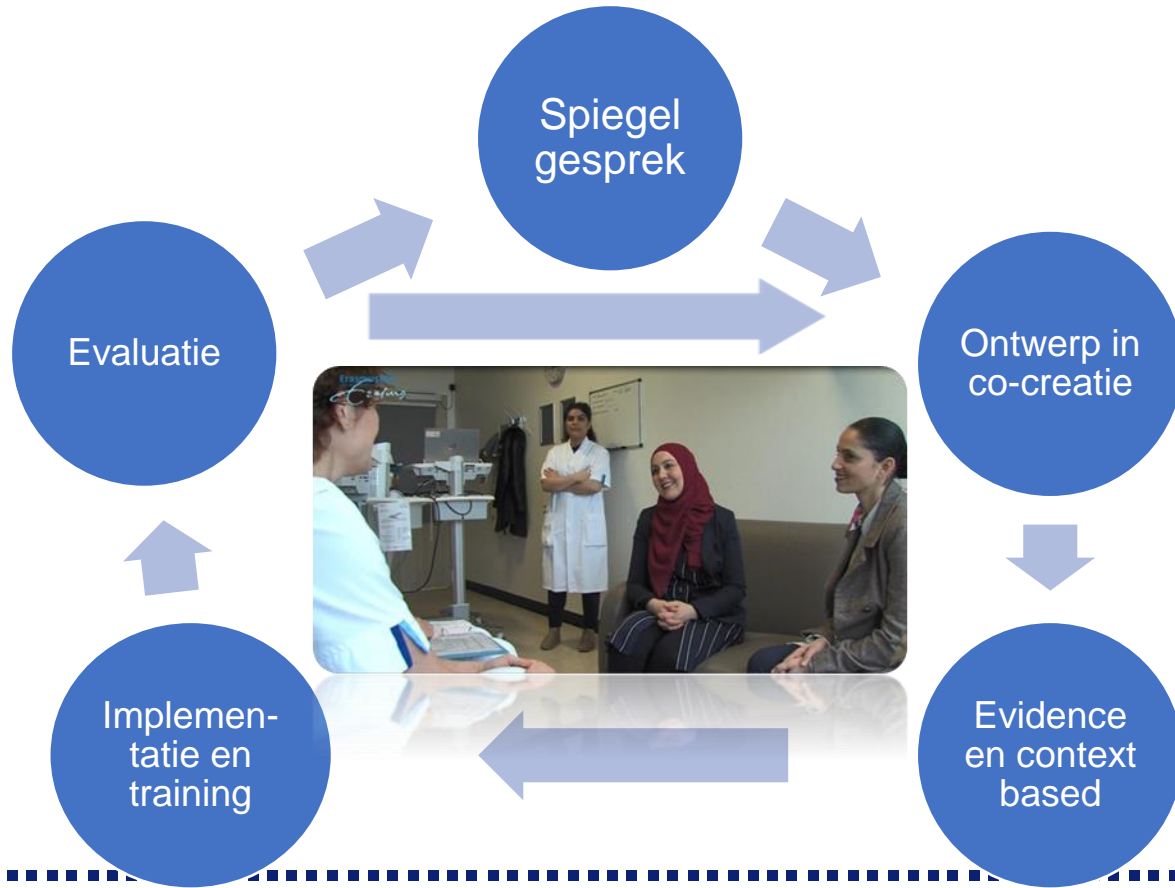 Spiegel
gesprek
Evaluatie
Ontwerp in
co-creatie
Implemen-
tatie en
training
Evidence
en context
based